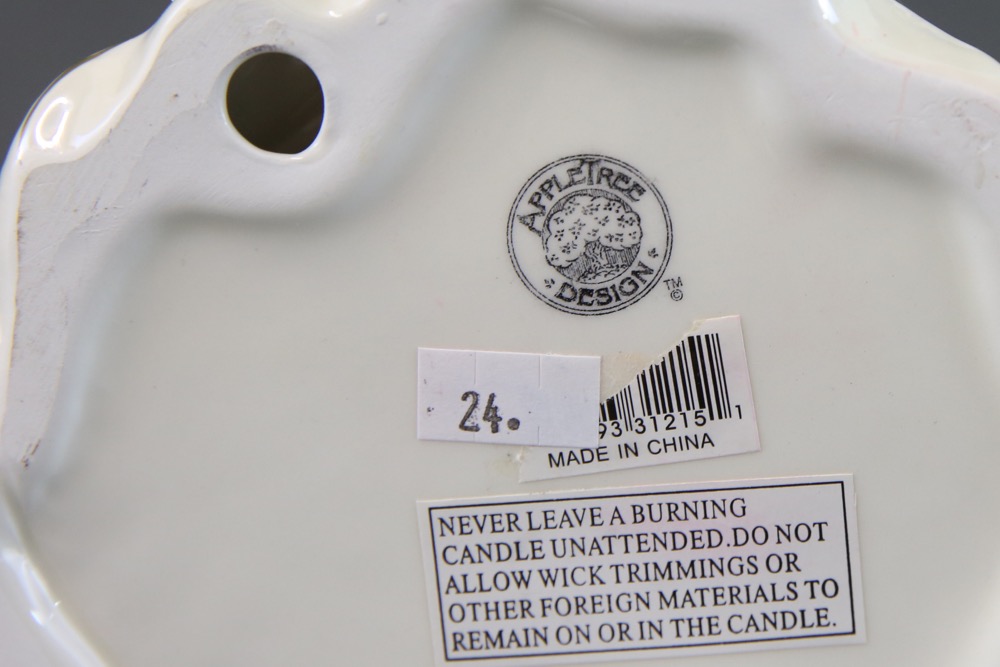 APPLETREE
DESIGN
TM
©
24.
93 31215 1
MADE IN CHINA
NEVER LEAVE A BURNING
CANDLE UNATTENDED.DO NOT
ALLOW WICK TRIMMINGS OR
OTHER FOREIGN MATERIALS TO
REMAIN ON OR IN THE CANDLE.